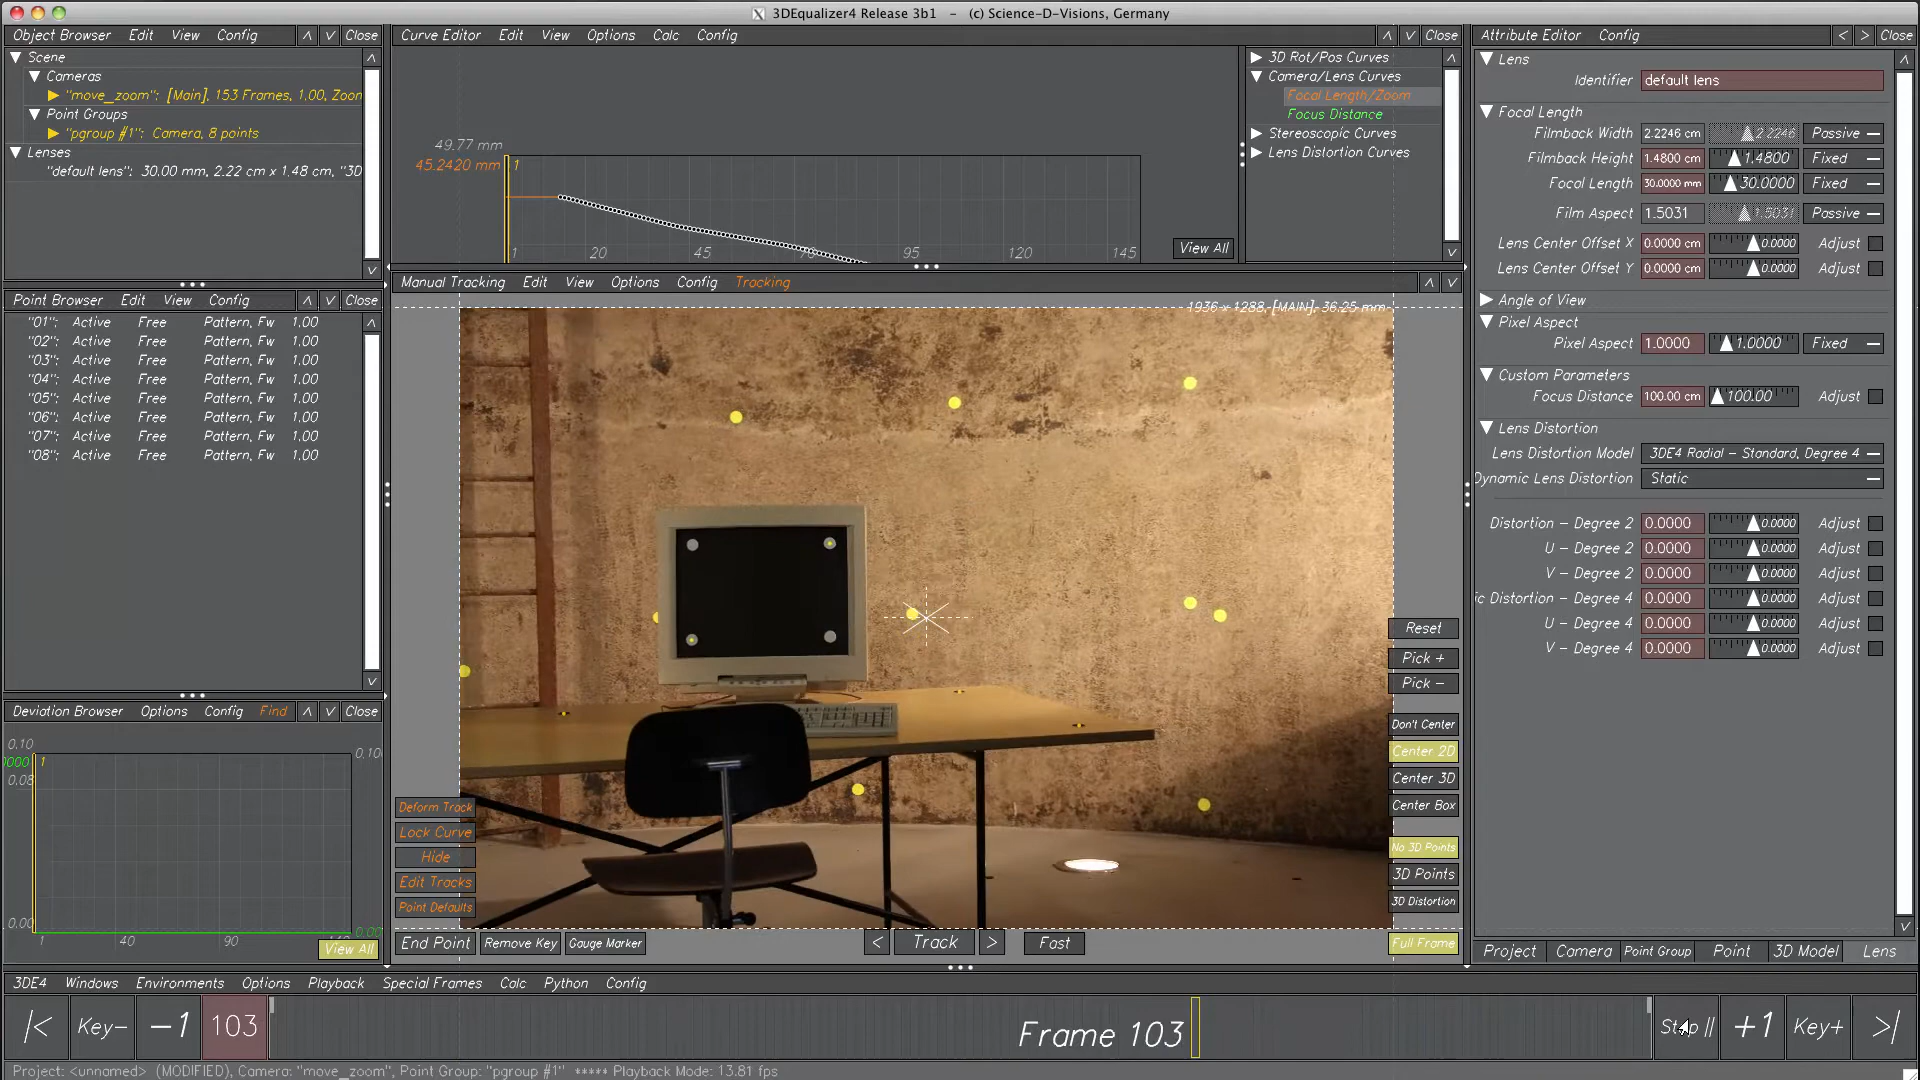 3DEqualizer4 Release 3b1 - (c) Science-D-Visions, Germany
Object Browser Edit View Config Close
Scene
Cameras
"move_zoom": [Main], 153 Frames, 1.00, Zoom
Point Groups
"pgroup #1": Camera, 8 points
Lenses
"default lens": 30.00 mm, 2.22 cm x 1.48 cm, "3D
Point Browser Edit View Config Close
"01": Active Free Pattern, Fw 1.00
"02": Active Free Pattern, Fw 1.00
"03": Active Free Pattern, Fw 1.00
"04": Active Free Pattern, Fw 1.00
"05": Active Free Pattern, Fw 1.00
"06": Active Free Pattern, Fw 1.00
"07": Active Free Pattern, Fw 1.00
"08": Active Free Pattern, Fw 1.00
Deviation Browser Options Config Find Close
0.10
0000
0.08
0.00
1
0.10
0.00
1 40 90
View All
Curve Editor Edit View Options Calc Config Close
49.77 mm
45.2420 mm
1
1 20 45 95 120 145
View All
3D Rot/Pos Curves
Camera/Lens Curves
Focal Length/Zoom
Focus Distance
Stereoscopic Curves
Lens Distortion Curves
Manual Tracking Edit View Options Config Tracking
1936 x 1288, [MAIN], 36.25 mm
Deform Track
Lock Curve
Hide
Edit Tracks
Point Defaults
Reset
Pick +
Pick -
Don't Center
Center 2D
Center 3D
Center Box
No 3D Points
3D Points
3D Distortion
Full Frame
End Point Remove Key Gauge Marker < Track > Fast
Attribute Editor Config < > Close
Lens
Identifier default lens
Focal Length
Filmback Width 2.2246 cm 2.2246 Passive
Filmback Height 1.4800 cm 1.4800 Fixed
Focal Length 30.0000 mm 30.0000 Fixed
Film Aspect 1.5031 1.5031 Passive
Lens Center Offset X 0.0000 cm 0.0000 Adjust
Lens Center Offset Y 0.0000 cm 0.0000 Adjust
Angle of View
Pixel Aspect
Pixel Aspect 1.0000 1.0000 Fixed
Custom Parameters
Focus Distance 100.00 cm 100.00 Adjust
Lens Distortion
Lens Distortion Model 3DE4 Radial - Standard, Degree 4
Dynamic Lens Distortion Static
Distortion - Degree 2 0.0000 0.0000 Adjust
U - Degree 2 0.0000 0.0000 Adjust
V - Degree 2 0.0000 0.0000 Adjust
ic Distortion - Degree 4 0.0000 0.0000 Adjust
U - Degree 4 0.0000 0.0000 Adjust
V - Degree 4 0.0000 0.0000 Adjust
Project Camera Point Group Point 3D Model Lens
3DE4 Windows Environments Options Playback Special Frames Calc Python Config
|< Key- -1 103 Frame 103 Stop || +1 Key+ >|
Project: <unnamed> (MODIFIED), Camera: "move_zoom", Point Group: "pgroup #1" ***** Playback Mode: 13.81 fps